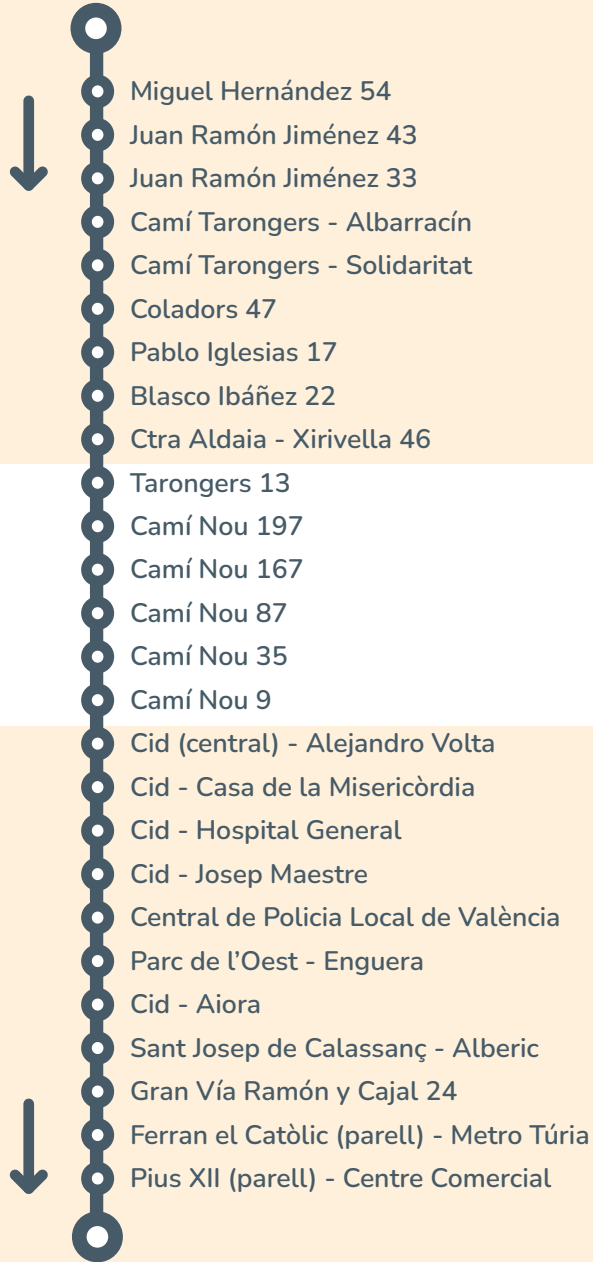 Miguel Hernández 54
Juan Ramón Jiménez 43
Juan Ramón Jiménez 33
Camí Tarongers - Albarracín
Camí Tarongers - Solidaritat
Coladors 47
Pablo Iglesias 17
Blasco Ibáñez 22
Ctra Aldaia - Xirivella 46
Tarongers 13
Camí Nou 197
Camí Nou 167
Camí Nou 87
Camí Nou 35
Camí Nou 9
Cid (central) - Alejandro Volta
Cid - Casa de la Misericòrdia
Cid - Hospital General
Cid - Josep Maestre
Central de Policia Local de València
Parc de l’Oest - Enguera
Cid - Aiora
Sant Josep de Calassanç - Alberic
Gran Vía Ramón y Cajal 24
Ferran el Catòlic (parell) - Metro Túria
Pius XII (parell) - Centre Comercial